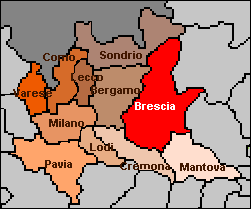 Sondrio
Como
Lecco
Varese
Bergamo
Brescia
Milano
Lodi
Pavia
Cremona
Mantova